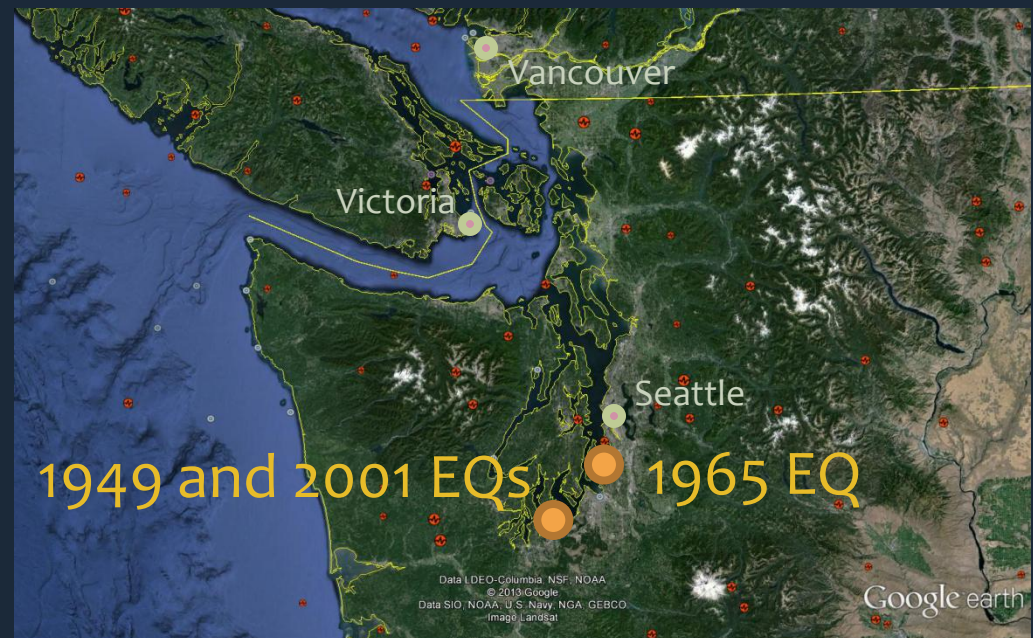 Vancouver
Victoria
Seattle
1949 and 2001 EQs
1965 EQ
Data LDEO-Columbia, NSF, NOAA
© 2013 Google
Data SIO, NOAA, U.S. Navy, NGA, GEBCO
Image Landsat
Google earth